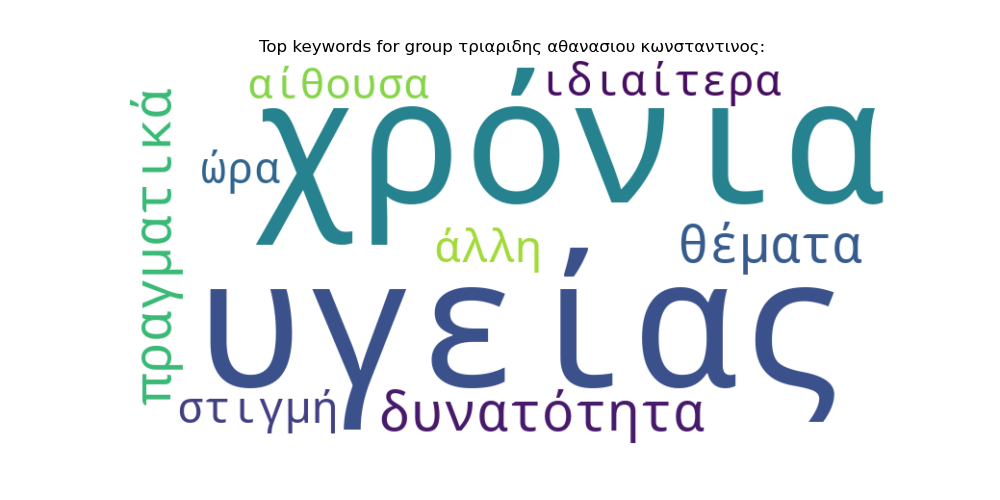 Top keywords for group τριαριδης αθανασιου κωνσταντινος:
αίθουσα
ιδιαίτερα
χρόνια
πραγματικά
ώρα
άλλη
θέματα
υγείας
στιγμή
δυνατότητα